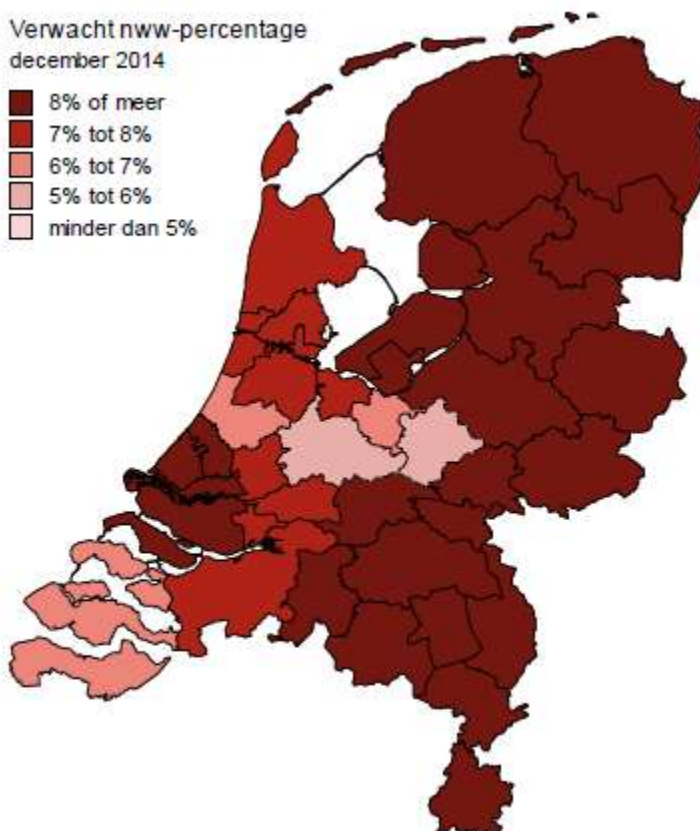 Verwacht nww-percentage
december 2014
8% of meer
7% tot 8%
6% tot 7%
5% tot 6%
minder dan 5%